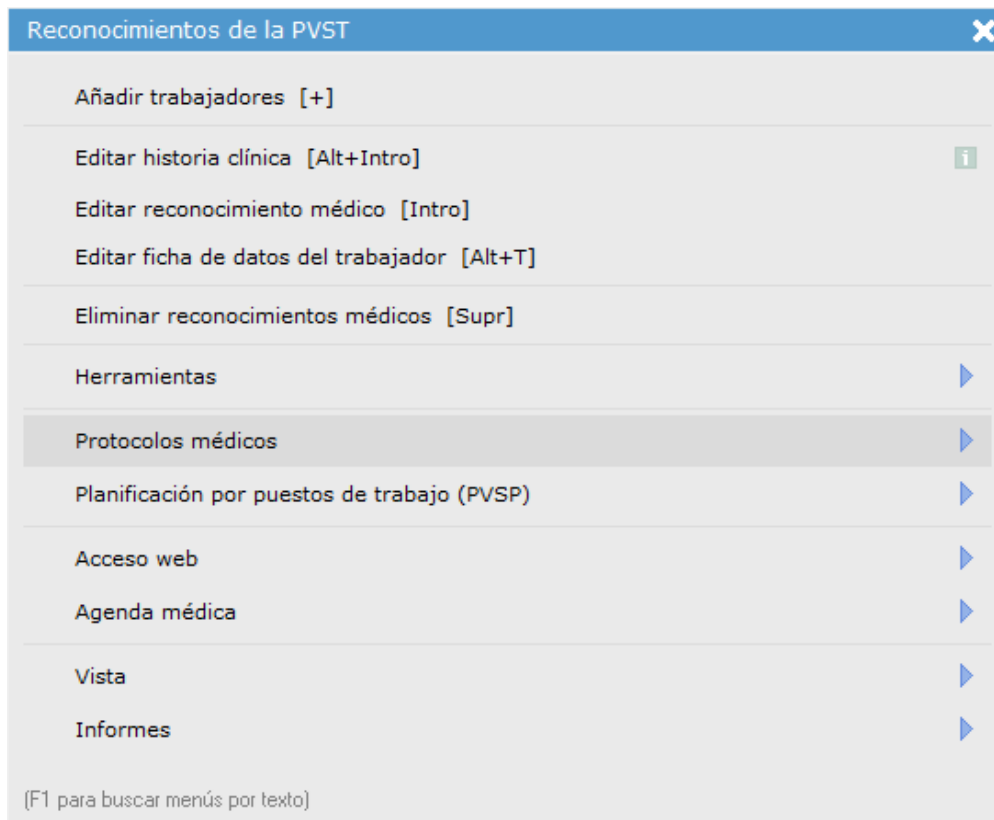 Reconocimientos de la PVST
Añadir trabajadores [+]
Editar historia clínica [Alt+Intro]
Editar reconocimiento médico [Intro]
Editar ficha de datos del trabajador [Alt+T]
Eliminar reconocimientos médicos [Supr]
Herramientas
Protocolos médicos
Planificación por puestos de trabajo (PVSP)
Acceso web
Agenda médica
Vista
Informes
(F1 para buscar menús por texto)